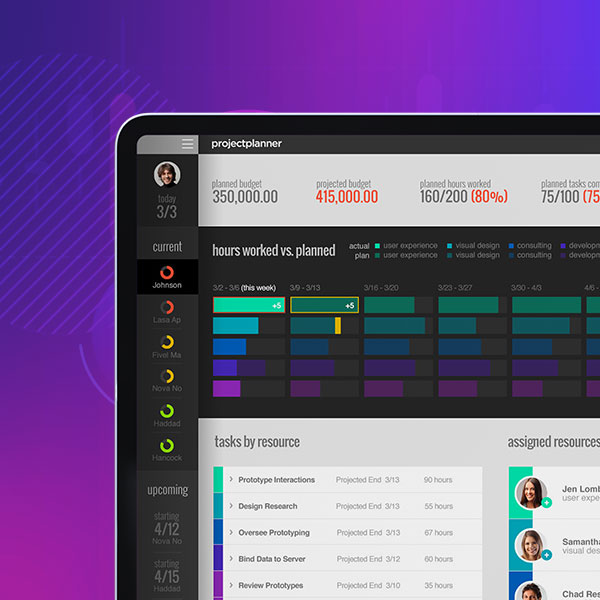 projectplanner
today
3/3
planned budget
350,000.00
projected budget
415,000.00
planned hours worked
160/200 (80%)
planned tasks com
75/100 (75
current
Johnson
Lasa Ap
Fivel Ma
Nova No
Haddad
Hancock
upcoming
starting
4/12
Nova No
starting
4/15
Haddad
hours worked vs. planned
actual user experience visual design consulting developm
plan user experience visual design consulting developm
3/2 - 3/6 (this week) 3/9 - 3/13 3/16 - 3/20 3/23 - 3/27 3/30 - 4/3 4/6 -
+5 +5
tasks by resource
Prototype Interactions Projected End 3/13 90 hours
Design Research Projected End 3/13 55 hours
Oversee Prototyping Projected End 3/13 67 hours
Bind Data to Server Projected End 3/12 60 hours
Review Prototypes Projected End 3/10 35 hours
assigned resources
Jen Lomb
user expe
Samantha
visual des
Chad Res